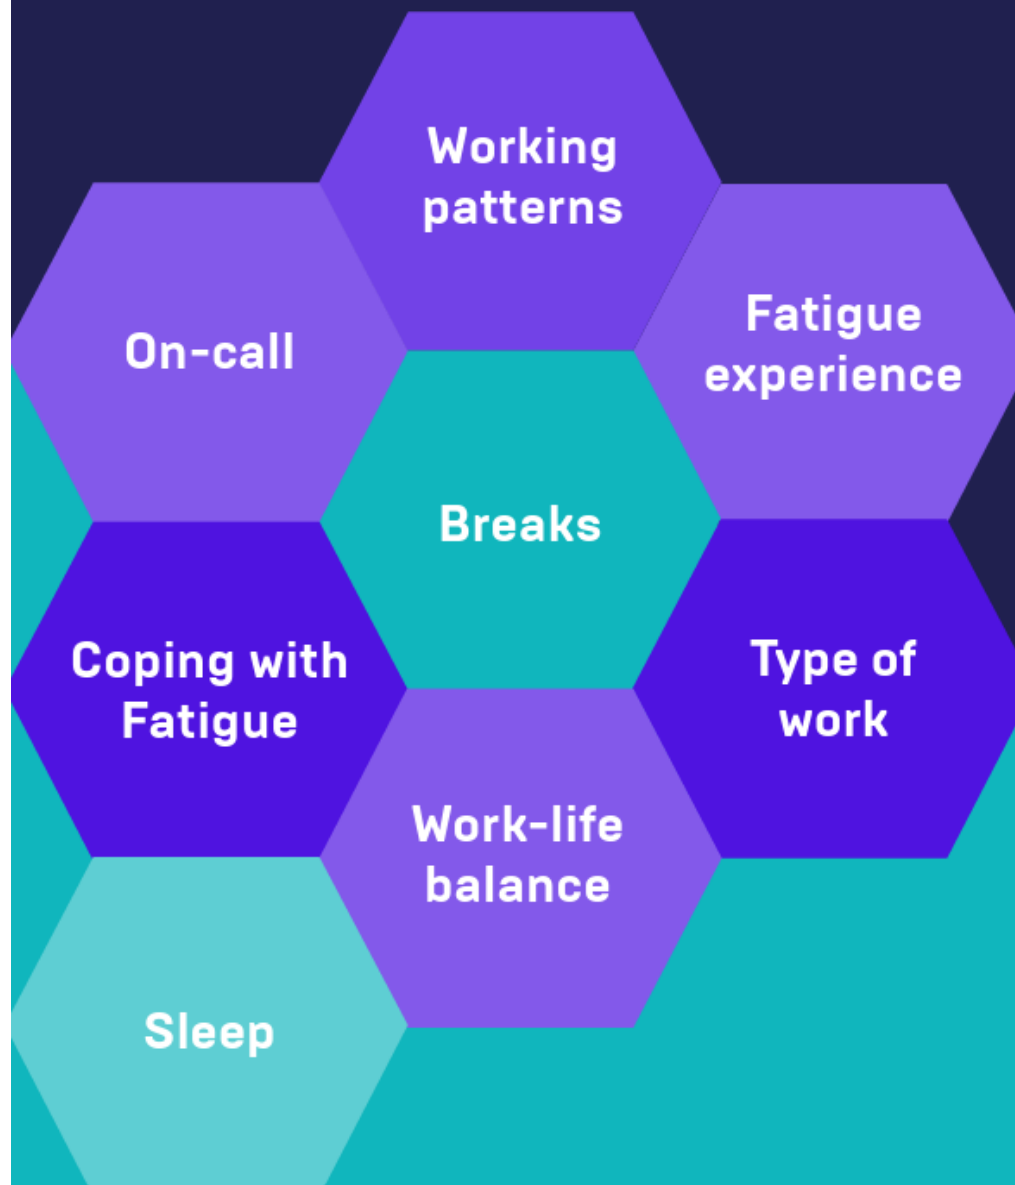 Working
patterns
On-call
Fatigue
experience
Breaks
Coping with
Fatigue
Type of
work
Work-life
balance
Sleep